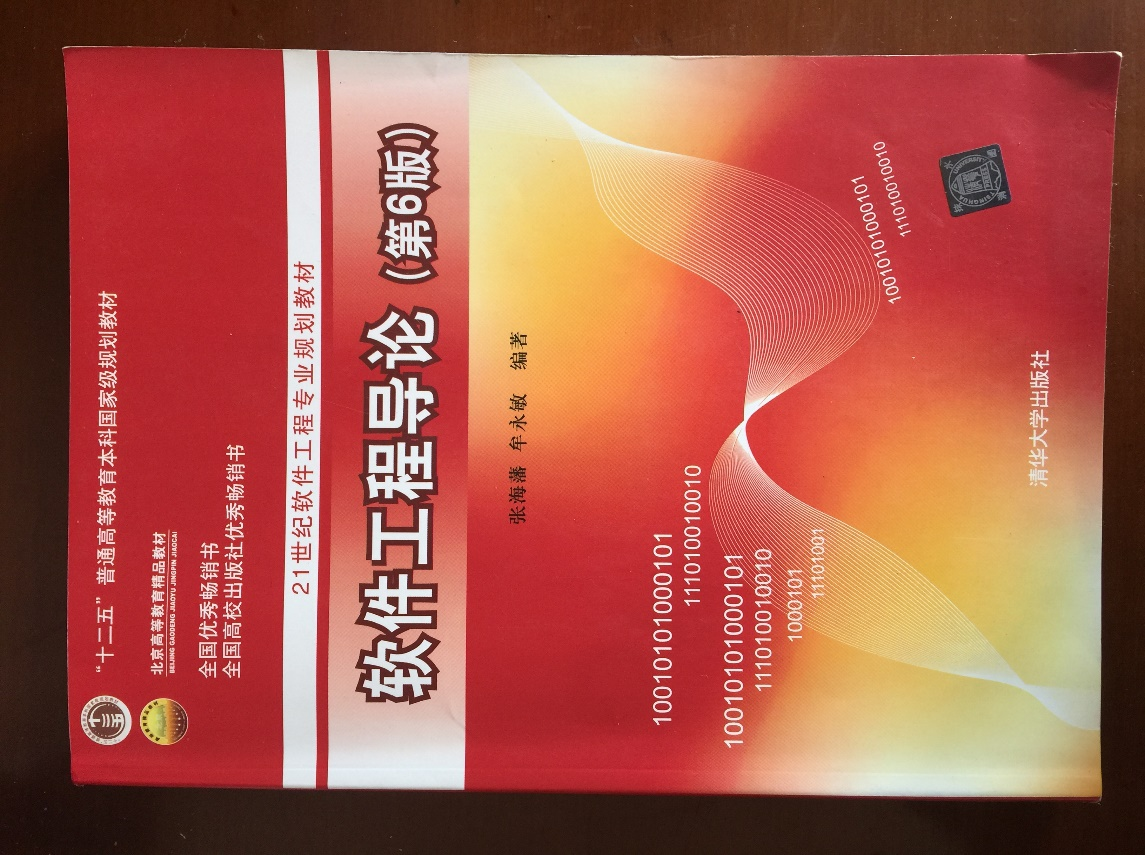 “十二五”普通高等教育本科国家级规划教材
北京高等教育精品教材
BEIJING GAODENG JIAOYU JINGPIN JIAOCAI
全国优秀畅销书
全国高校出版社优秀畅销书
21世纪软件工程专业规划教材
软件工程导论（第6版）
张海藩 牟永敏 编著
1001010101000101
111010010010
1001010101000101
111010010010
1000101
11101001
1001010101000101
111010010010
清华大学出版社